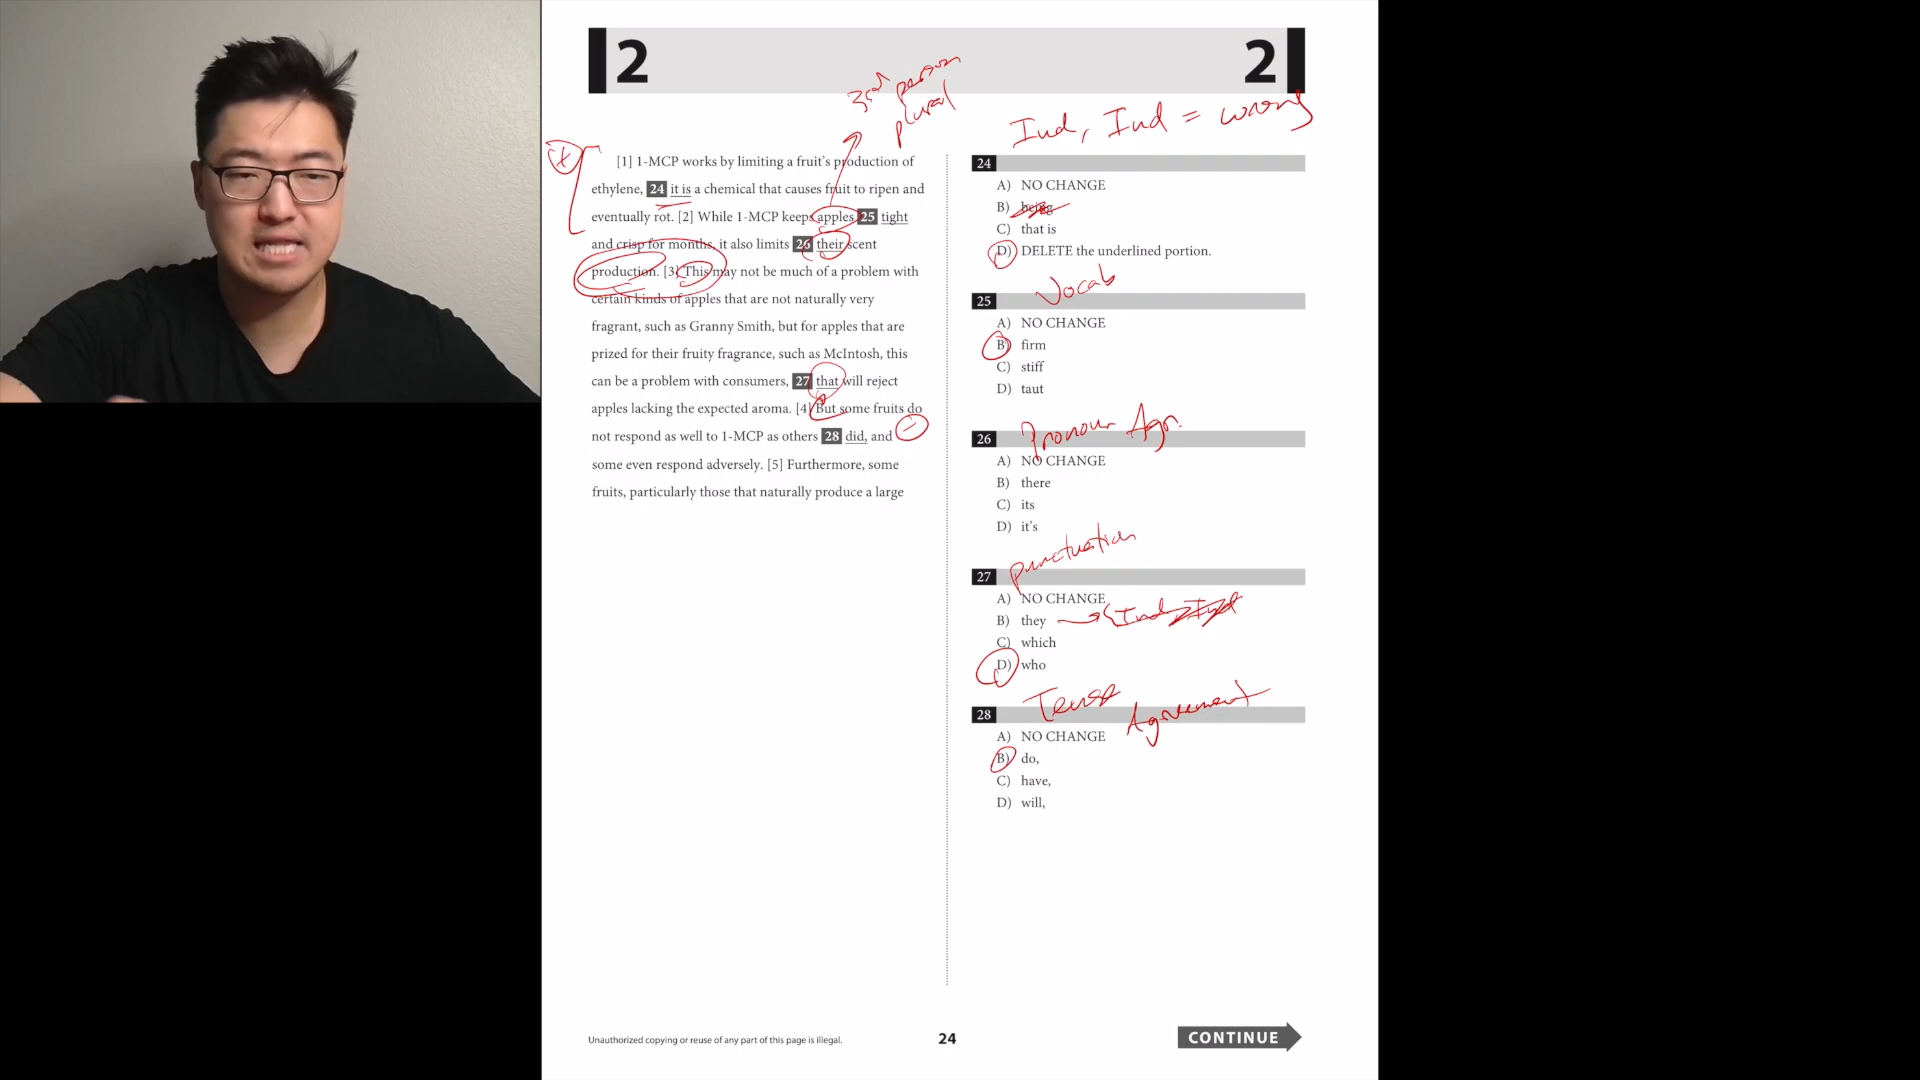 2
2
3rd person
plural
Ind, Ind = wrong
[1] 1-MCP works by limiting a fruit's production of
ethylene, 24 it is a chemical that causes fruit to ripen and
eventually rot. [2] While 1-MCP keeps apples 25 tight
and crisp for months, it also limits 26 their scent
production. [3] This may not be much of a problem with
certain kinds of apples that are not naturally very
fragrant, such as Granny Smith, but for apples that are
prized for their fruity fragrance, such as McIntosh, this
can be a problem with consumers, 27 that will reject
apples lacking the expected aroma. [4] But some fruits do
not respond as well to 1-MCP as others 28 did, and
some even respond adversely. [5] Furthermore, some
fruits, particularly those that naturally produce a large
24
A) NO CHANGE
B) being
C) that is
D) DELETE the underlined portion.
Vocab
25
A) NO CHANGE
B) firm
C) stiff
D) taut
Pronoun Agr.
26
A) NO CHANGE
B) there
C) its
D) it's
punctuation
27
A) NO CHANGE
B) they Ind, Ind
C) which
D) who
Tense Agreement
28
A) NO CHANGE
B) do,
C) have,
D) will,
Unauthorized copying or reuse of any part of this page is illegal.
24
CONTINUE